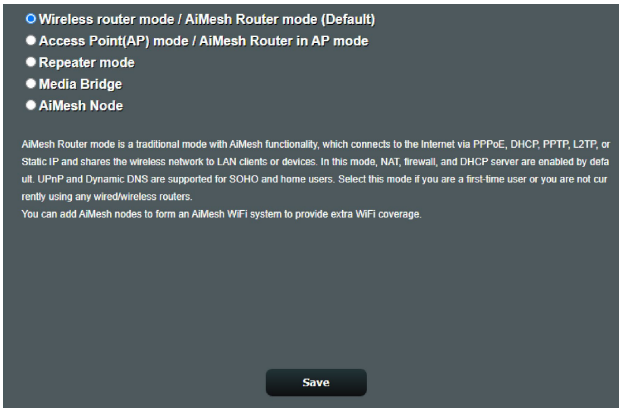 Wireless router mode / AiMesh Router mode (Default)
Access Point(AP) mode / AiMesh Router in AP mode
Repeater mode
Media Bridge
AiMesh Node
AiMesh Router mode is a traditional mode with AiMesh functionality, which connects to the Internet via PPPoE, DHCP, PPTP, L2TP, or
Static IP and shares the wireless network to LAN clients or devices. In this mode, NAT, firewall, and DHCP server are enabled by defa
ult. UPnP and Dynamic DNS are supported for SOHO and home users. Select this mode if you are a first-time user or you are not cur
rently using any wired/wireless routers.
You can add AiMesh nodes to form an AiMesh WiFi system to provide extra WiFi coverage.
Save